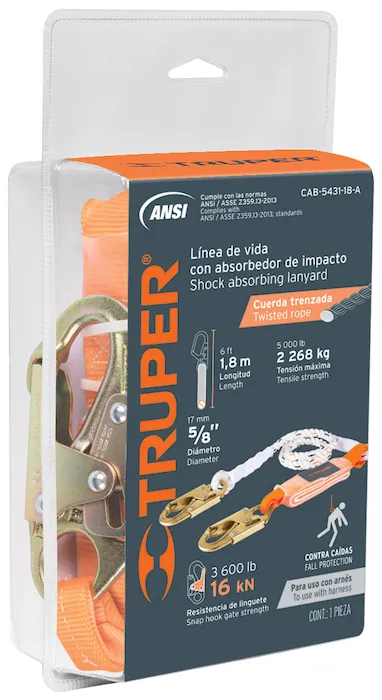 TRUPER®
ANSI
Cumple con las normas
ANSI / ASSE Z359.13-2013
Complies with
ANSI / ASSE Z359.13-2013; standards
CAB-5431-18-A
Línea de vida
con absorbedor de impacto
Shock absorbing lanyard
Cuerda trenzada
Twisted rope
6 ft
1,8 m
Longitud
Length
5 000 lb
2 268 kg
Tensión máxima
Tensile strength
17 mm
5/8''
Diámetro
Diameter
3 600 lb
16 kN
Resistencia de linguete
Snap hook gate strength
CONTRA CAÍDAS
FALL PROTECTION
Para uso con arnés
To use with harness
CONT.: 1 PIEZA